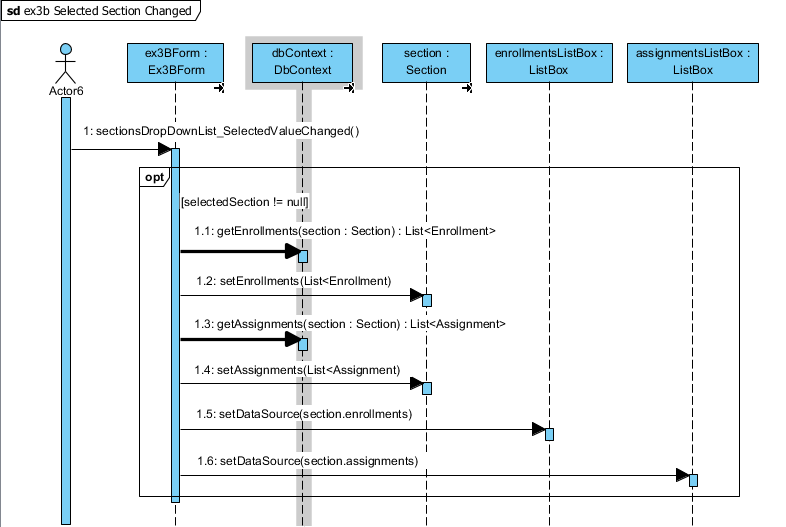 sd ex3b Selected Section Changed
ex3BForm :
Ex3BForm
dbContext :
DbContext
section :
Section
enrollmentsListBox :
ListBox
assignmentsListBox :
ListBox
Actor6
1: sectionsDropDownList_SelectedValueChanged()
opt
[selectedSection != null]
1.1: getEnrollments(section : Section) : List<Enrollment>
1.2: setEnrollments(List<Enrollment)
1.3: getAssignments(section : Section) : List<Assignment>
1.4: setAssignments(List<Assignment)
1.5: setDataSource(section.enrollments)
1.6: setDataSource(section.assignments)